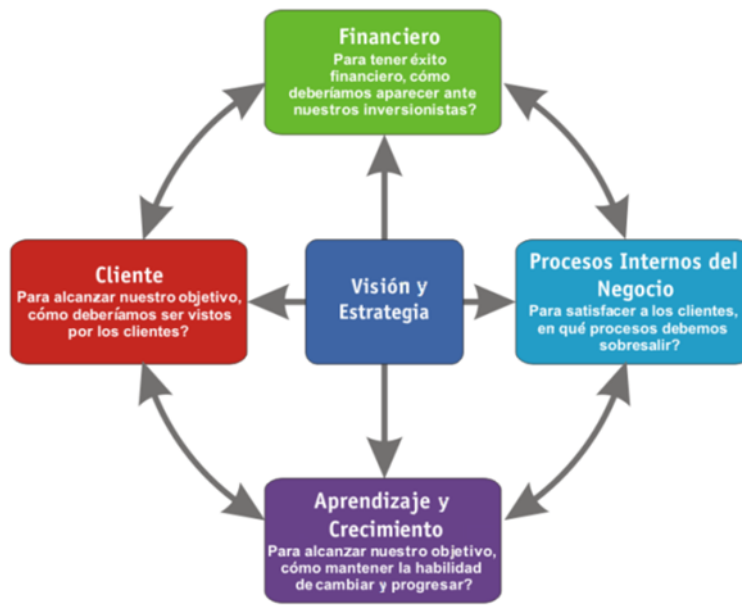 Financiero
Para tener éxito
financiero, cómo
deberíamos aparecer ante
nuestros inversionistas?
Cliente
Para alcanzar nuestro objetivo,
cómo deberíamos ser vistos
por los clientes?
Visión y
Estrategia
Procesos Internos del
Negocio
Para satisfacer a los clientes,
en qué procesos debemos
sobresalir?
Aprendizaje y
Crecimiento
Para alcanzar nuestro objetivo,
cómo mantener la habilidad
de cambiar y progresar?